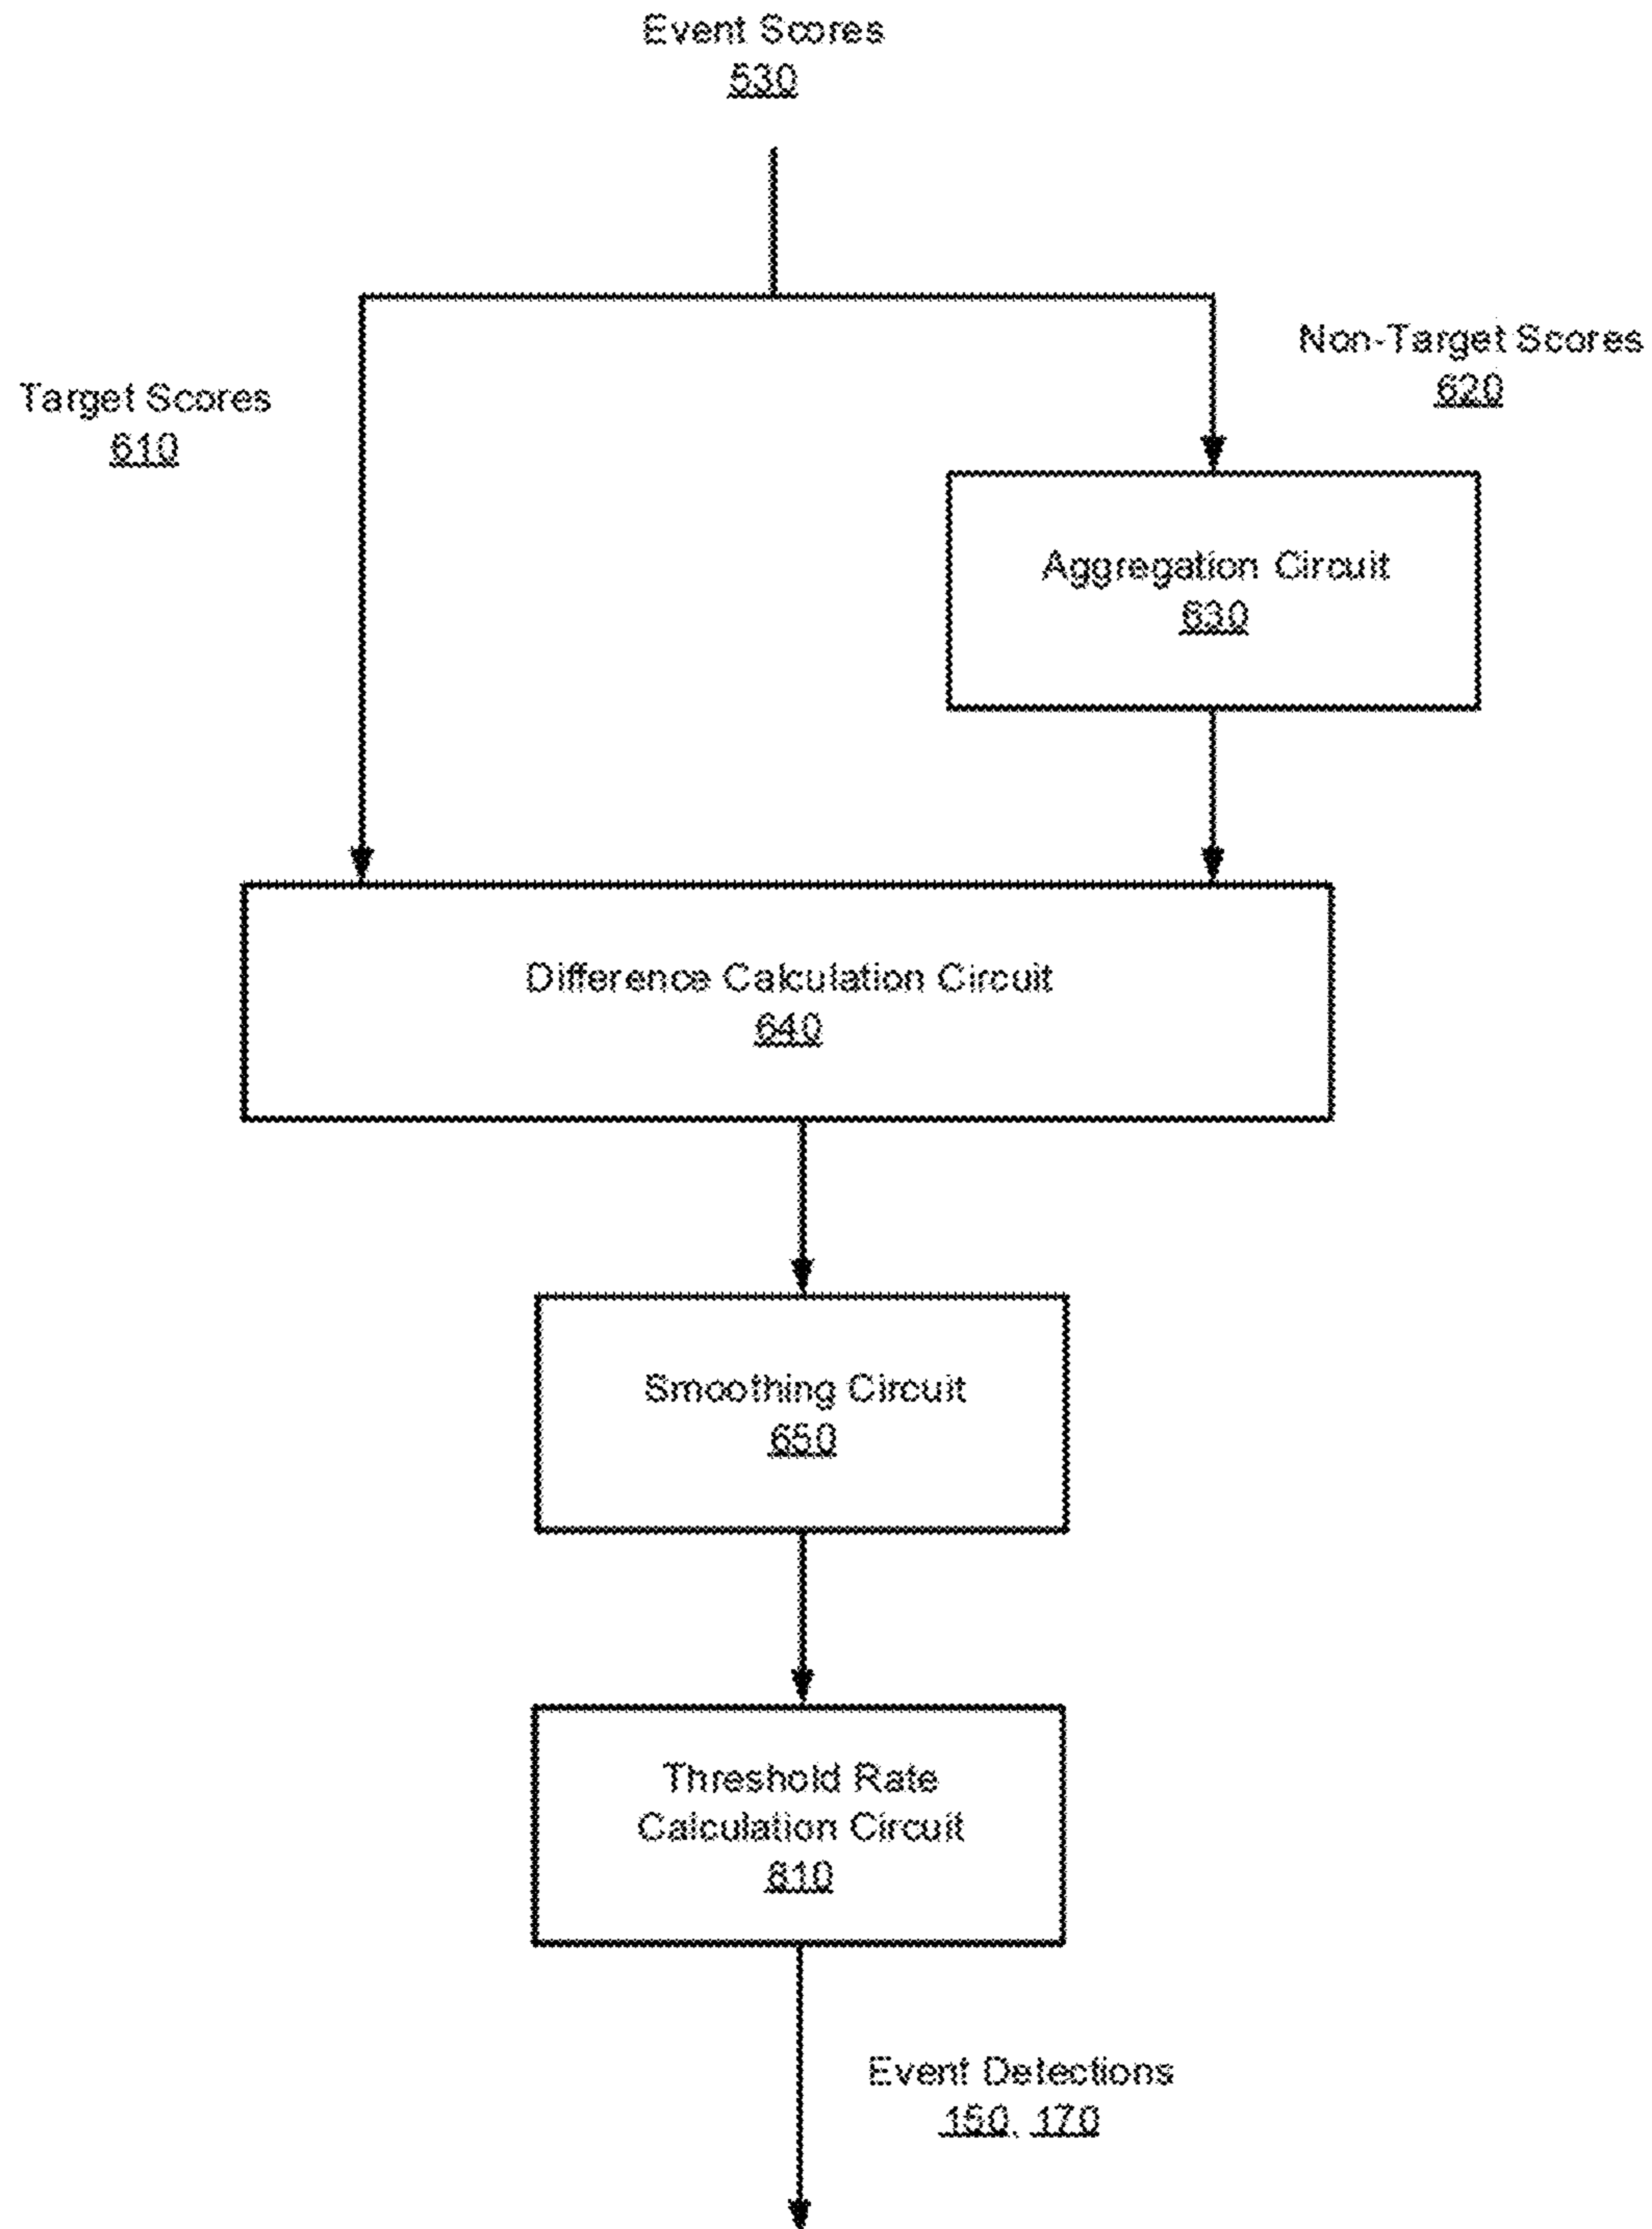 Event Scores
530
Non-Target Scores
620
Target Scores
610
Aggregation Circuit
630
Difference Calculation Circuit
640
Smoothing Circuit
650
Threshold Rate
Calculation Circuit
610
Event Detections
150, 170